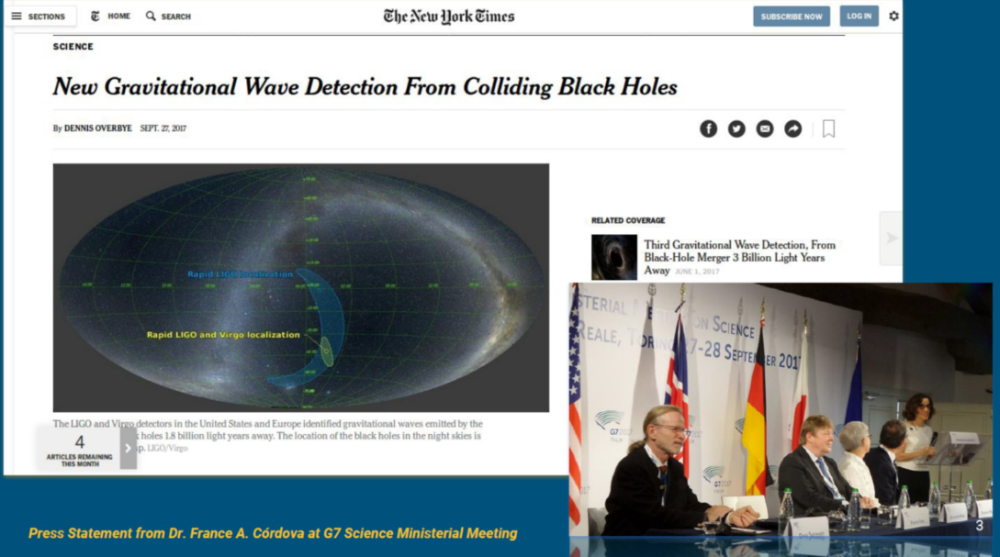 SECTIONS
HOME
SEARCH
The New York Times
SUBSCRIBE NOW
LOG IN
SCIENCE
New Gravitational Wave Detection From Colliding Black Holes
By DENNIS OVERBYE SEPT. 27, 2017
Rapid LIGO localization
Rapid LIGO and Virgo localization
The LIGO and Virgo detectors in the United States and Europe identified gravitational waves emitted by the
holes 1.8 billion light years away. The location of the black holes in the night skies is
LIGO/Virgo
4
ARTICLES REMAINING
THIS MONTH
RELATED COVERAGE
Third Gravitational Wave Detection, From
Black-Hole Merger 3 Billion Light Years
Away JUNE 1, 2017
ON SCIENCE
REALE, TORINO 27-28 SEPTEMBER 2017
G7 2017
ITALIA
G7 2017
ITALIA
Press Statement from Dr. France A. Córdova at G7 Science Ministerial Meeting
3